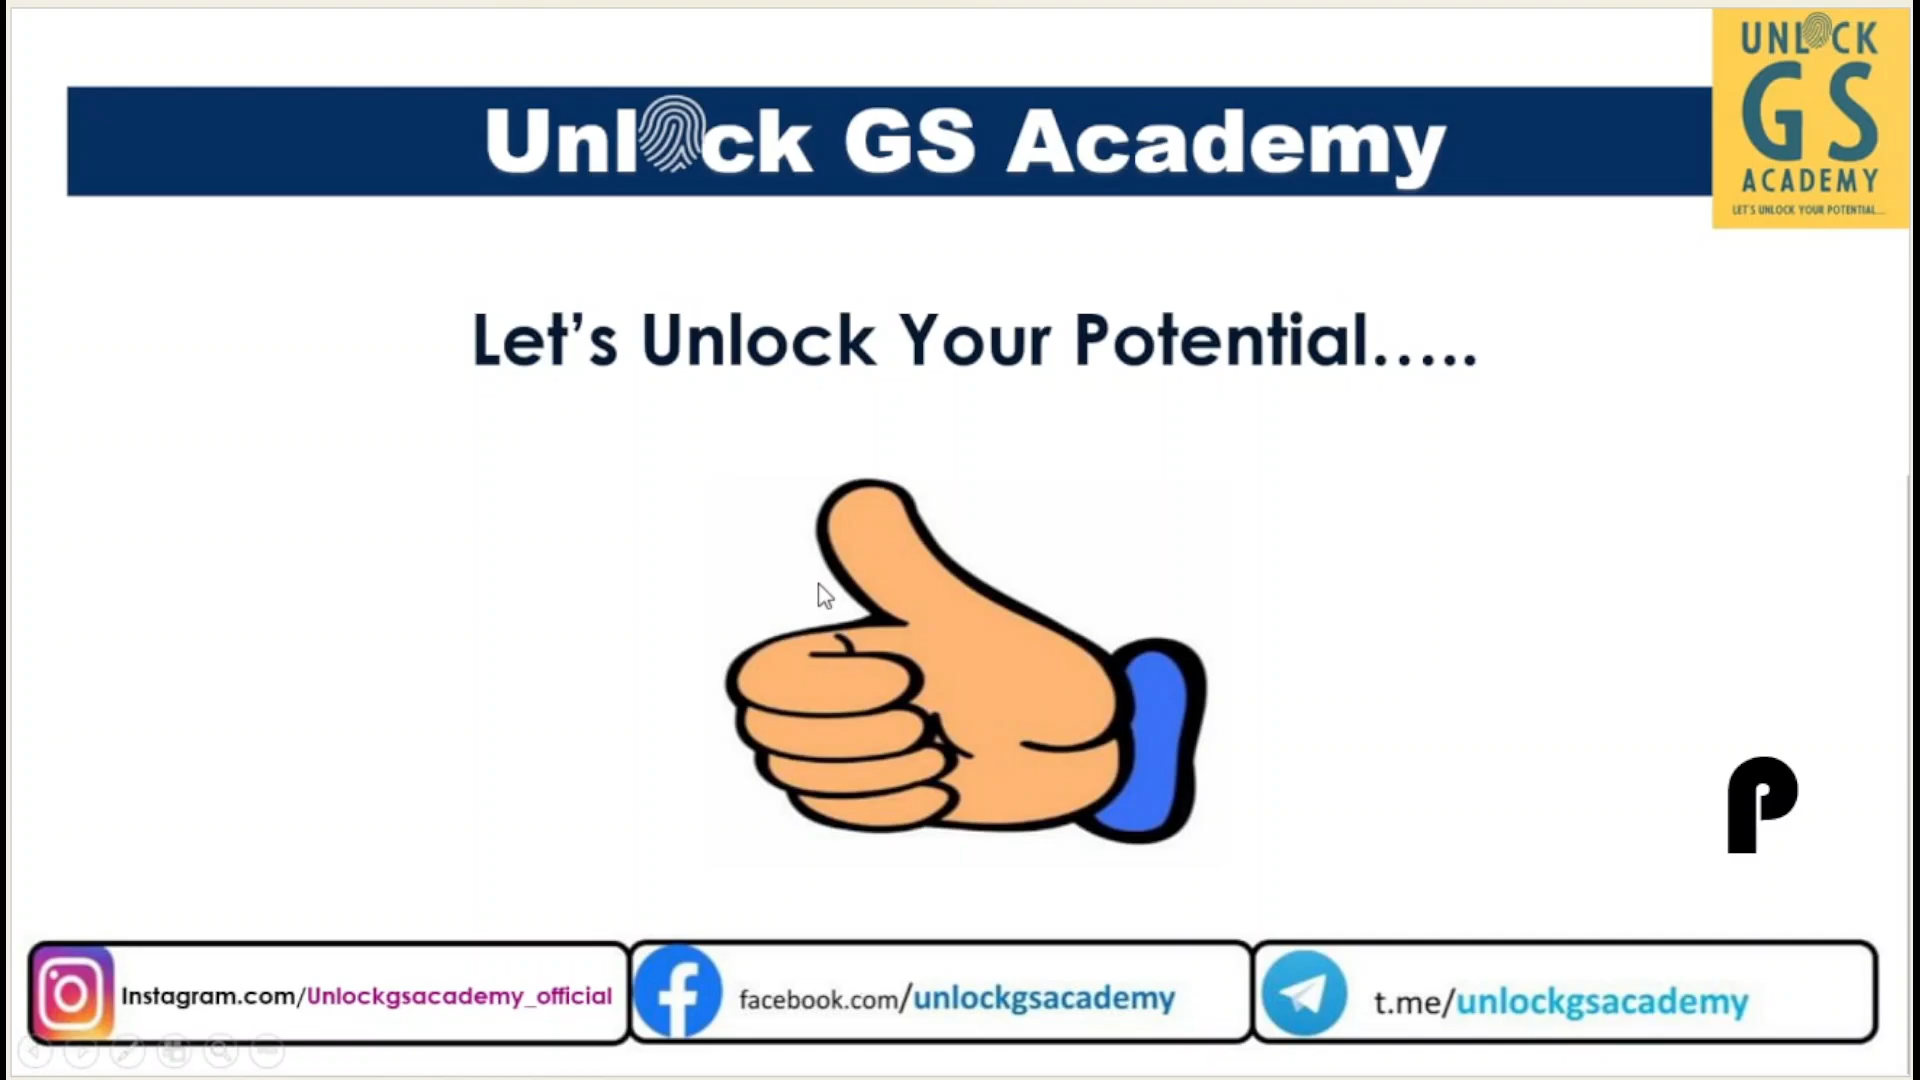 UNLOCK
GS
ACADEMY
LET'S UNLOCK YOUR POTENTIAL....
Unlock GS Academy
Let's Unlock Your Potential.....
P
Instagram.com/Unlockgsacademy_official
facebook.com/unlockgsacademy
t.me/unlockgsacademy